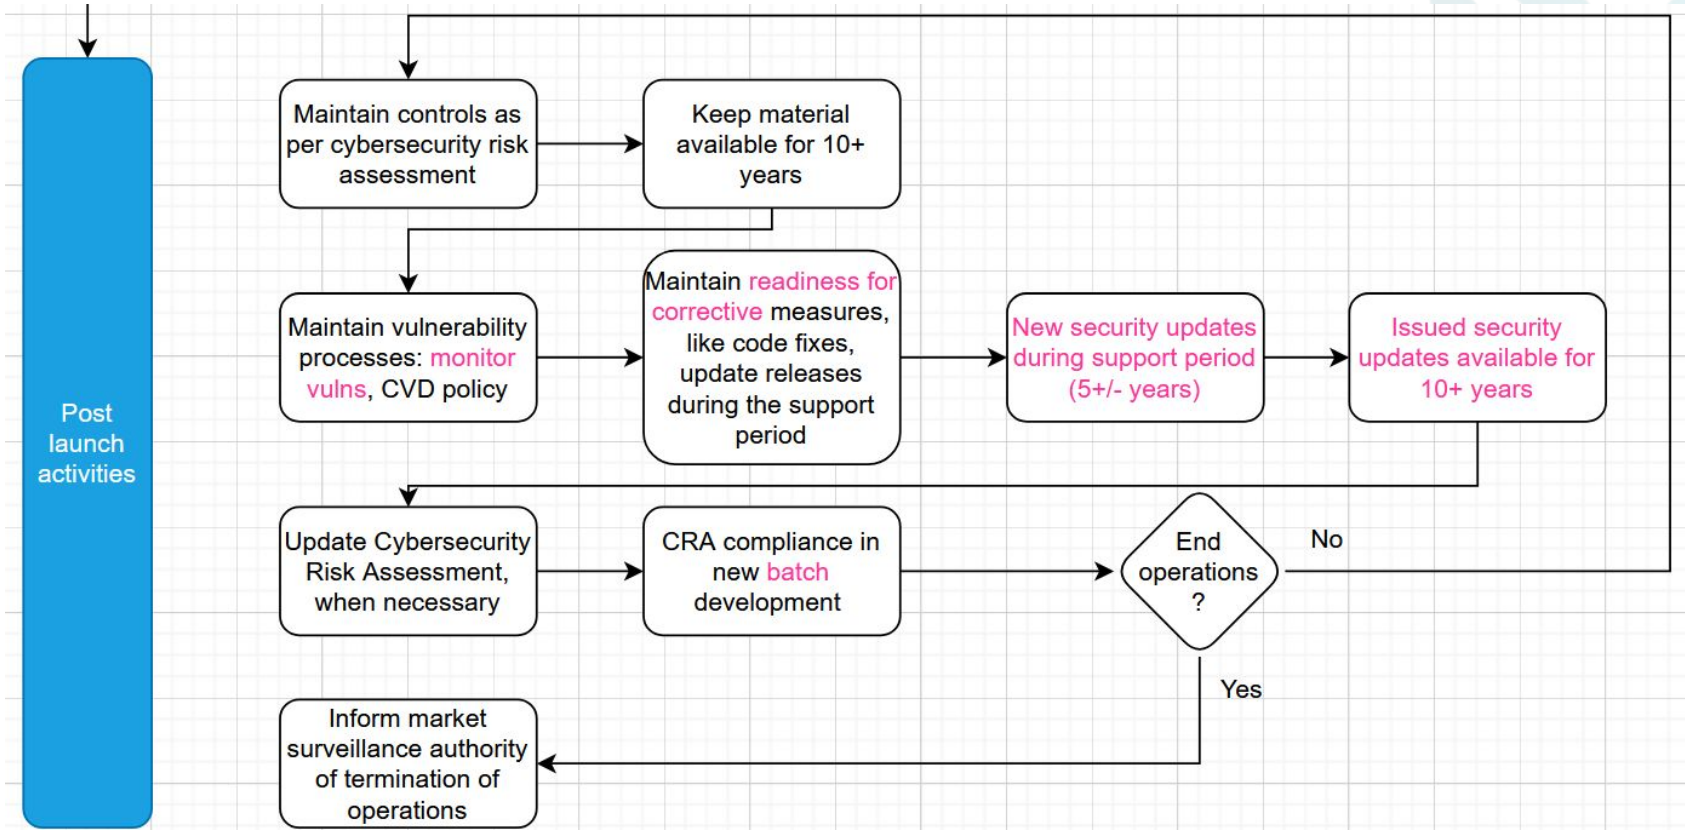 Post
launch
activities
Maintain controls as
per cybersecurity risk
assessment
Keep material
available for 10+
years
Maintain vulnerability
processes: monitor
vulns, CVD policy
Maintain readiness for
corrective measures,
like code fixes,
update releases
during the support
period
New security updates
during support period
(5+/- years)
Issued security
updates available for
10+ years
Update Cybersecurity
Risk Assessment,
when necessary
CRA compliance in
new batch
development
End
operations
?
No
Yes
Inform market
surveillance authority
of termination of
operations